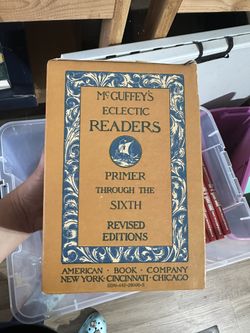 McGUFFEY'S
ECLECTIC
READERS
PRIMER
THROUGH THE
SIXTH
REVISED
EDITIONS
AMERICAN · BOOK · COMPANY
NEW YORK · CINCINNATI · CHICAGO